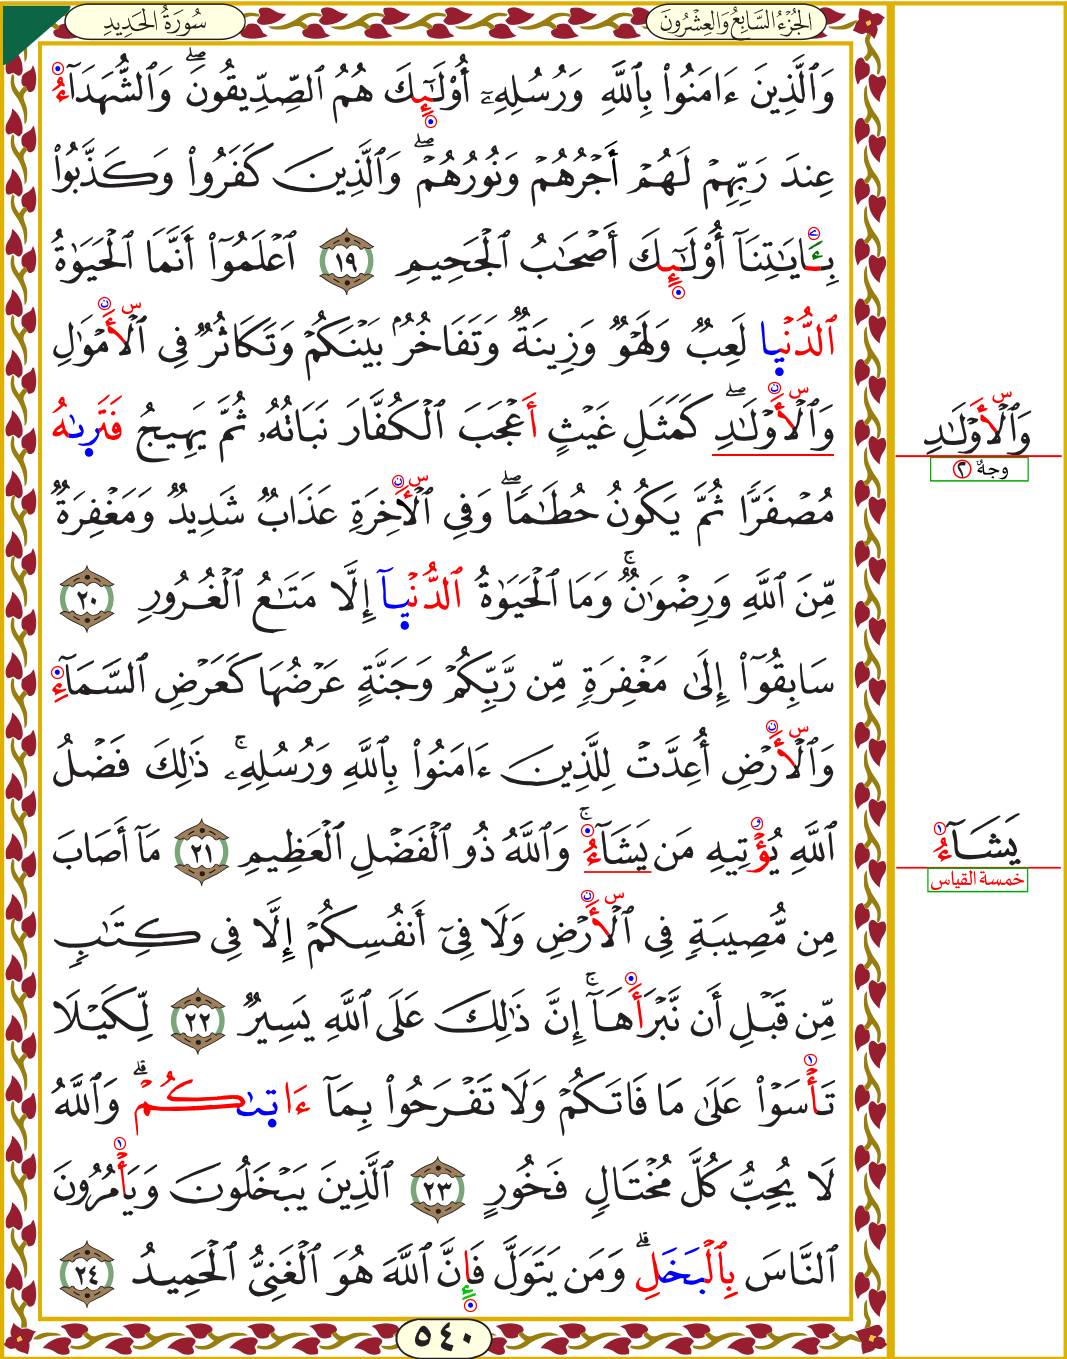 سُورَةُ الحَدِيدِ
الجُزْءُ السَّابِعُ وَالعِشْرُونَ
وَٱلَّذِينَ ءَامَنُوا۟ بِٱللَّهِ وَرُسُلِهِۦٓ أُو۟لَـٰٓئِكَ هُمُ ٱلصِّدِّيقُونَۖ وَٱلشُّهَدَآءُ
عِندَ رَبِّهِمْ لَهُمْ أَجْرُهُمْ وَنُورُهُمْۖ وَٱلَّذِينَ كَفَرُوا۟ وَكَذَّبُوا۟
بِـَٔايَـٰتِنَآ أُو۟لَـٰٓئِكَ أَصْحَـٰبُ ٱلْجَحِيمِ ١٩ ٱعْلَمُوٓا۟ أَنَّمَا ٱلْحَيَوٰةُ
ٱلدُّنْيـا لَعِبٌ وَلَهْوٌ وَزِينَةٌ وَتَفَاخُرٌۢ بَيْنَكُمْ وَتَكَاثُرٌ فِى ٱلْأَمْوَٰلِ
وَٱلْأَوْلَـٰدِۖ كَمَثَلِ غَيْثٍ أَعْجَبَ ٱلْكُفَّارَ نَبَاتُهُۥ ثُمَّ يَهِيجُ فَتَرىٰهُ
مُصْفَرًّا ثُمَّ يَكُونُ حُطَـٰمًاۖ وَفِى ٱلْأَخِرَةِ عَذَابٌ شَدِيدٌ وَمَغْفِرَةٌ
مِّنَ ٱللَّهِ وَرِضْوَٰنٌۚ وَمَا ٱلْحَيَوٰةُ ٱلدُّنْيـآ إِلَّا مَتَـٰعُ ٱلْغُرُورِ ٢٠
سَابِقُوٓا۟ إِلَىٰ مَغْفِرَةٍ مِّن رَّبِّكُمْ وَجَنَّةٍ عَرْضُهَا كَعَرْضِ ٱلسَّمَآءِ
وَٱلْأَرْضِ أُعِدَّتْ لِلَّذِينَ ءَامَنُوا۟ بِٱللَّهِ وَرُسُلِهِۦۚ ذَٰلِكَ فَضْلُ
ٱللَّهِ يُؤْتِيهِ مَن يَشَآءُۚ وَٱللَّهُ ذُو ٱلْفَضْلِ ٱلْعَظِيمِ ٢١ مَآ أَصَابَ
مِن مُّصِيبَةٍ فِى ٱلْأَرْضِ وَلَا فِىٓ أَنفُسِكُمْ إِلَّا فِى كِتَـٰبٍ
مِّن قَبْلِ أَن نَّبْرَأَهَآۚ إِنَّ ذَٰلِكَ عَلَى ٱللَّهِ يَسِيرٌ ٢٢ لِّكَيْلَا
تَأْسَوْا۟ عَلَىٰ مَا فَاتَكُمْ وَلَا تَفْرَحُوا۟ بِمَآ ءَاتىٰكُمْۗ وَٱللَّهُ
لَا يُحِبُّ كُلَّ مُخْتَالٍ فَخُورٍ ٢٣ ٱلَّذِينَ يَبْخَلُونَ وَيَأْمُرُونَ
ٱلنَّاسَ بِٱلْبَخَلِۗ وَمَن يَتَوَلَّ فَإِنَّ ٱللَّهَ هُوَ ٱلْغَنِىُّ ٱلْحَمِيدُ ٢٤
٥٤٠
وَٱلْأَوْلَـٰدِ
وجهٌ ٢
يَشَـآءُ
خمسة القياس